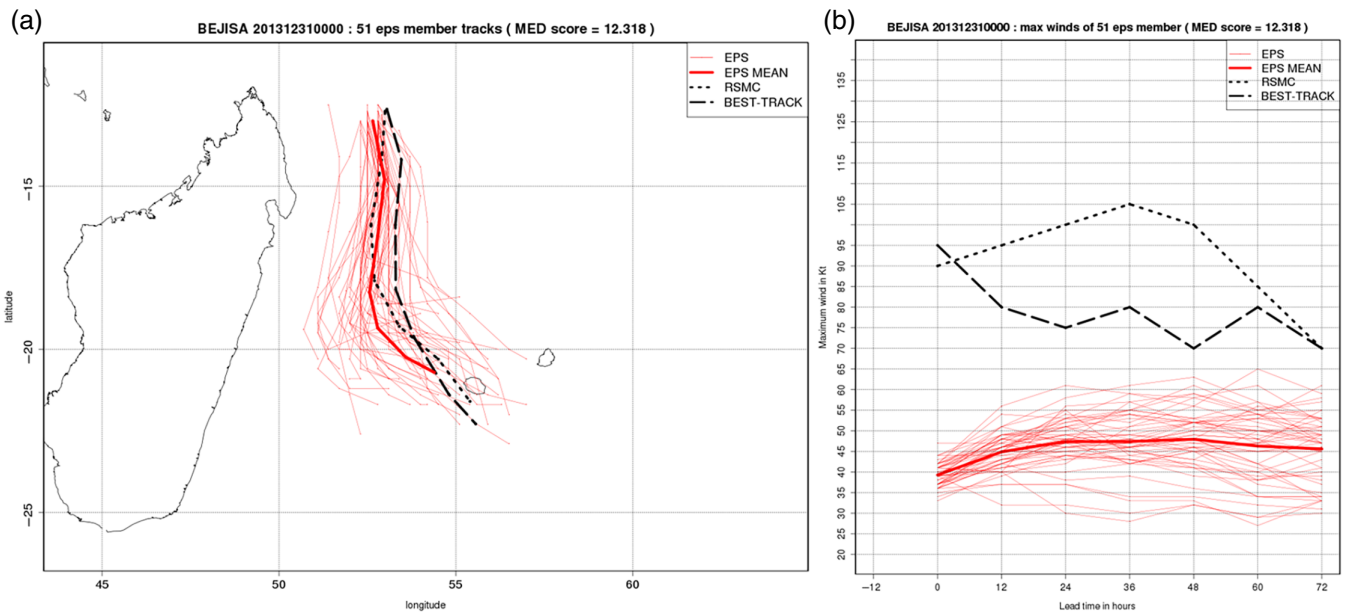 (a)
BEJISA 201312310000 : 51 eps member tracks ( MED score = 12.318 )
EPS
EPS MEAN
RSMC
BEST-TRACK
latitude
−15
−20
−25
45
50
55
60
longitude
(b)
BEJISA 201312310000 : max winds of 51 eps member ( MED score = 12.318 )
EPS
EPS MEAN
RSMC
BEST-TRACK
Maximum wind in Kt
135
125
115
105
95
90
85
80
75
70
65
60
55
50
45
40
35
30
25
20
−12
0
12
24
36
48
60
72
Lead time in hours